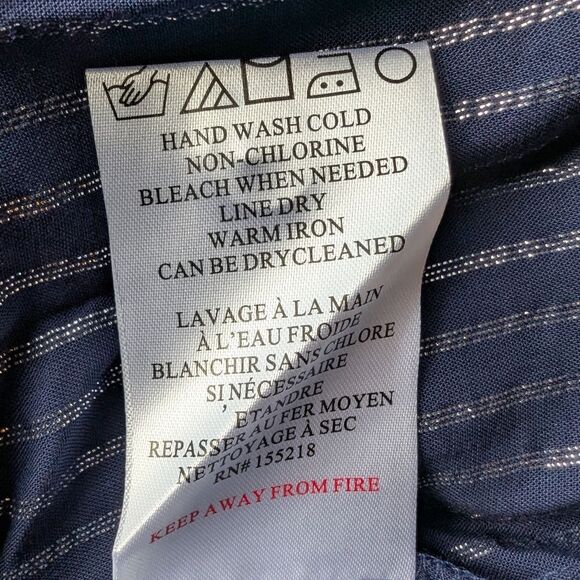 HAND WASH COLD
NON-CHLORINE
BLEACH WHEN NEEDED
LINE DRY
WARM IRON
CAN BE DRYCLEANED
LAVAGE À LA MAIN
À L'EAU FROIDE
BLANCHIR SANS CHLORE
SI NÉCESSAIRE
'ETANDRE
REPASSER AU FER MOYEN
NETTOYAGE À SEC
RN# 155218
KEEP AWAY FROM FIRE